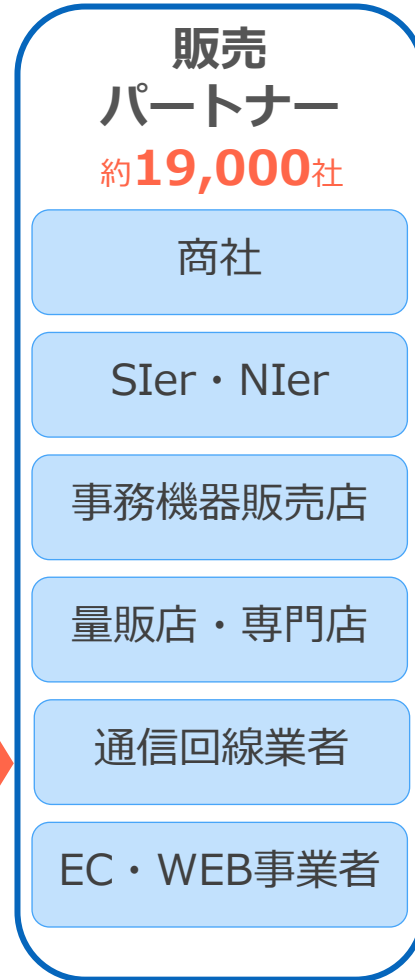 販売
パートナー
約19,000社
商社
SIer・NIer
事務機器販売店
量販店・専門店
通信回線業者
EC・WEB事業者